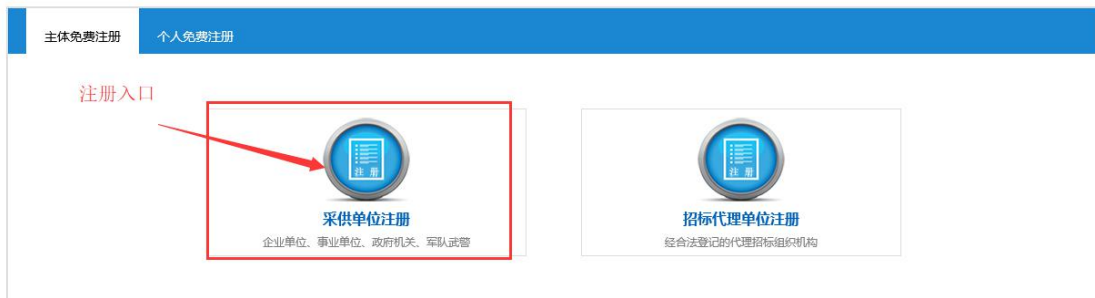 主体免费注册 个人免费注册
注册入口
注 册
采供单位注册
企业单位、事业单位、政府机关、军队武警
注 册
招标代理单位注册
经合法登记的代理招标组织机构